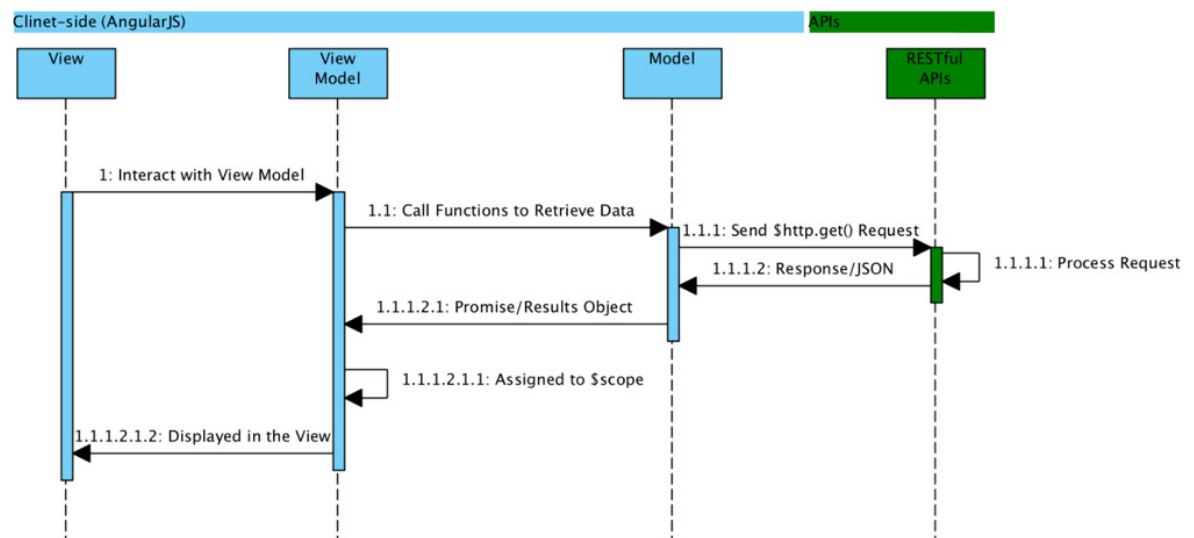 Clinet-side (AngularJS)
APIs
View
View
Model
Model
RESTful
APIs
1: Interact with View Model
1.1: Call Functions to Retrieve Data
1.1.1: Send $http.get() Request
1.1.1.1: Process Request
1.1.1.2: Response/JSON
1.1.1.2.1: Promise/Results Object
1.1.1.2.1.1: Assigned to $scope
1.1.1.2.1.2: Displayed in the View